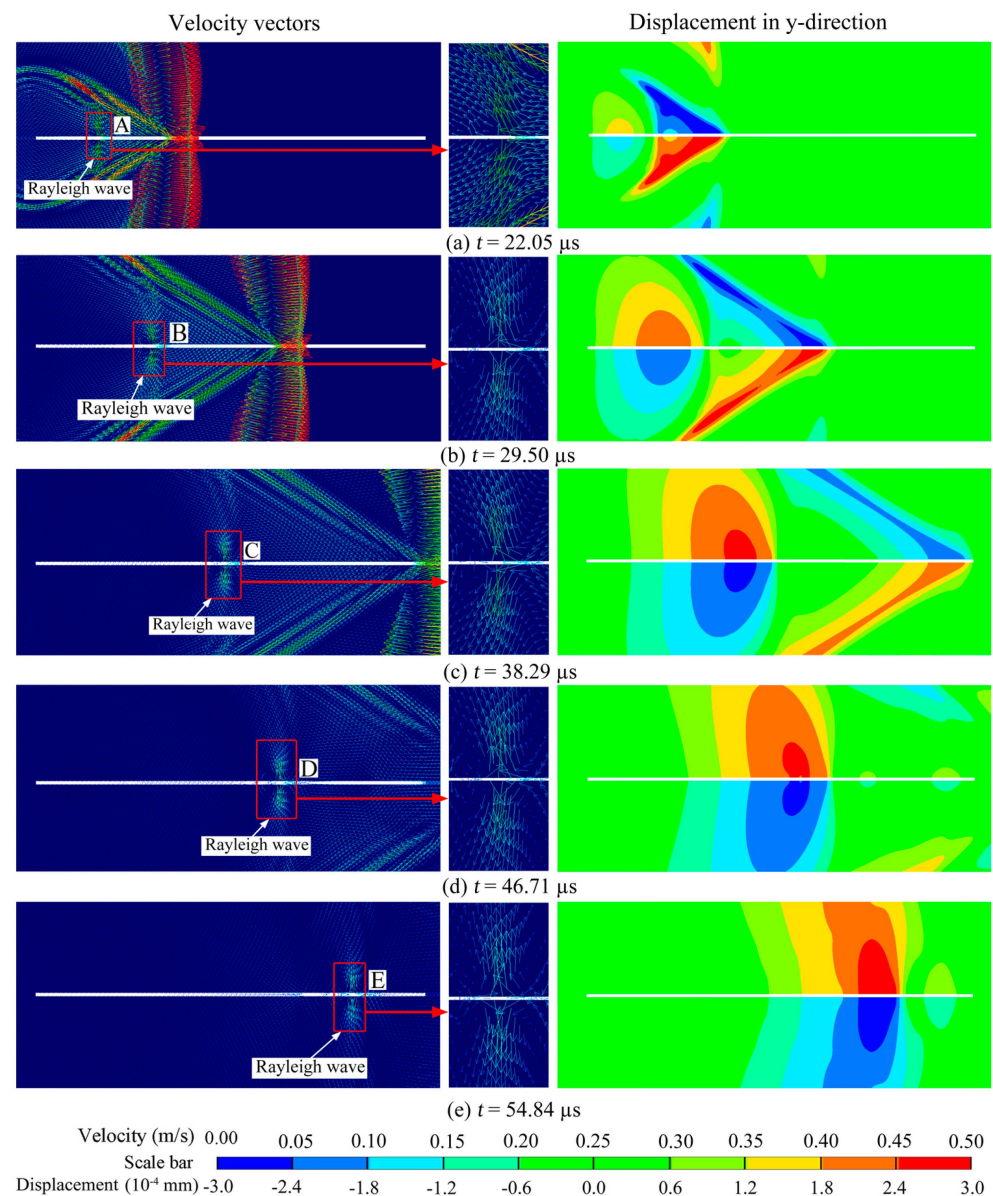 Velocity vectors
Displacement in y-direction
A
Rayleigh wave
(a) t = 22.05 µs
B
Rayleigh wave
(b) t = 29.50 µs
C
Rayleigh wave
(c) t = 38.29 µs
D
Rayleigh wave
(d) t = 46.71 µs
E
Rayleigh wave
(e) t = 54.84 µs
Velocity (m/s) 0.00 0.05 0.10 0.15 0.20 0.25 0.30 0.35 0.40 0.45 0.50
Scale bar
Displacement (10⁻⁴ mm) -3.0 -2.4 -1.8 -1.2 -0.6 0.0 0.6 1.2 1.8 2.4 3.0